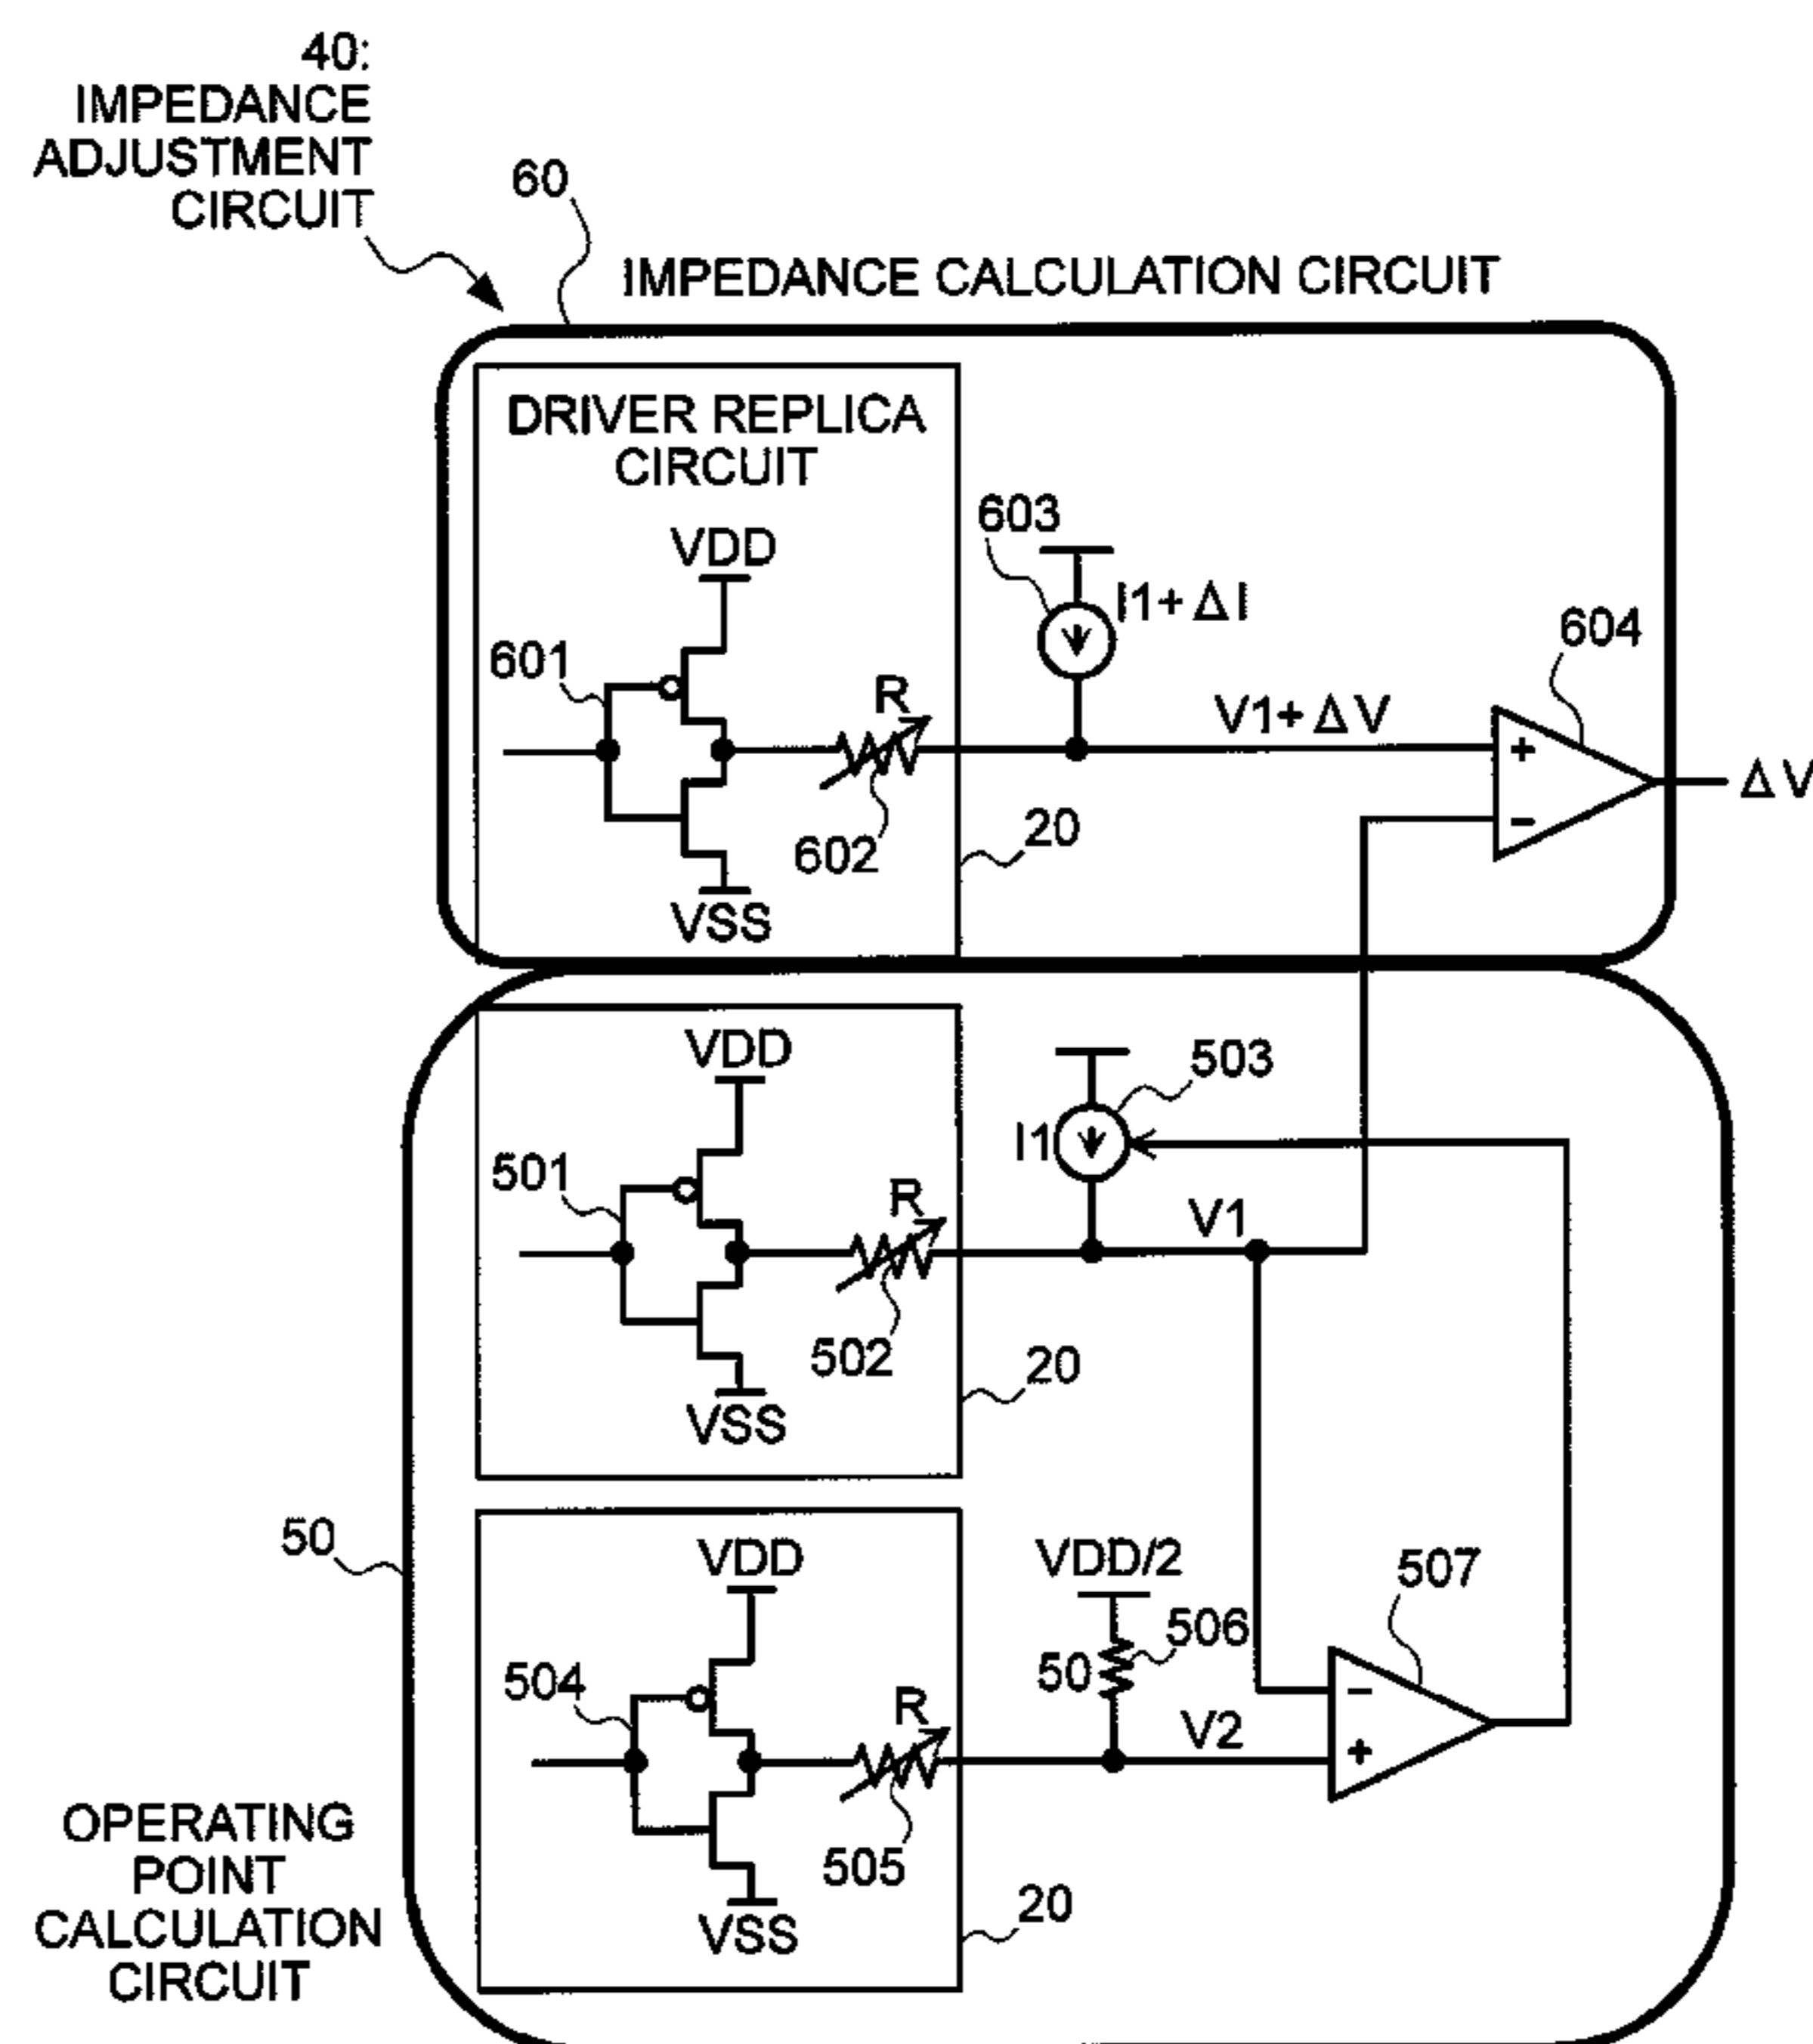 40:
IMPEDANCE
ADJUSTMENT
CIRCUIT
60
IMPEDANCE CALCULATION CIRCUIT
DRIVER REPLICA
CIRCUIT
VDD
603
I1+ΔI
601
R
V1+ΔV
604
+
−
ΔV
602
20
VSS
VDD
503
I1
501
R
V1
502
20
VSS
50
VDD
VDD/2
507
506
50
504
R
V2
−
+
505
20
VSS
OPERATING
POINT
CALCULATION
CIRCUIT